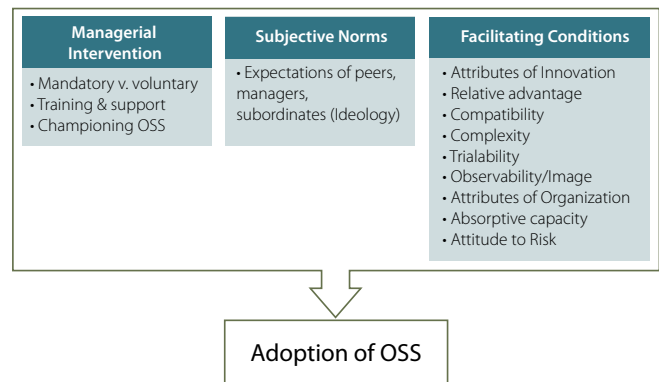 Managerial
Intervention
• Mandatory v. voluntary
• Training & support
• Championing OSS
Subjective Norms
• Expectations of peers,
managers,
subordinates (Ideology)
Facilitating Conditions
• Attributes of Innovation
• Relative advantage
• Compatibility
• Complexity
• Trialability
• Observability/Image
• Attributes of Organization
• Absorptive capacity
• Attitude to Risk
Adoption of OSS